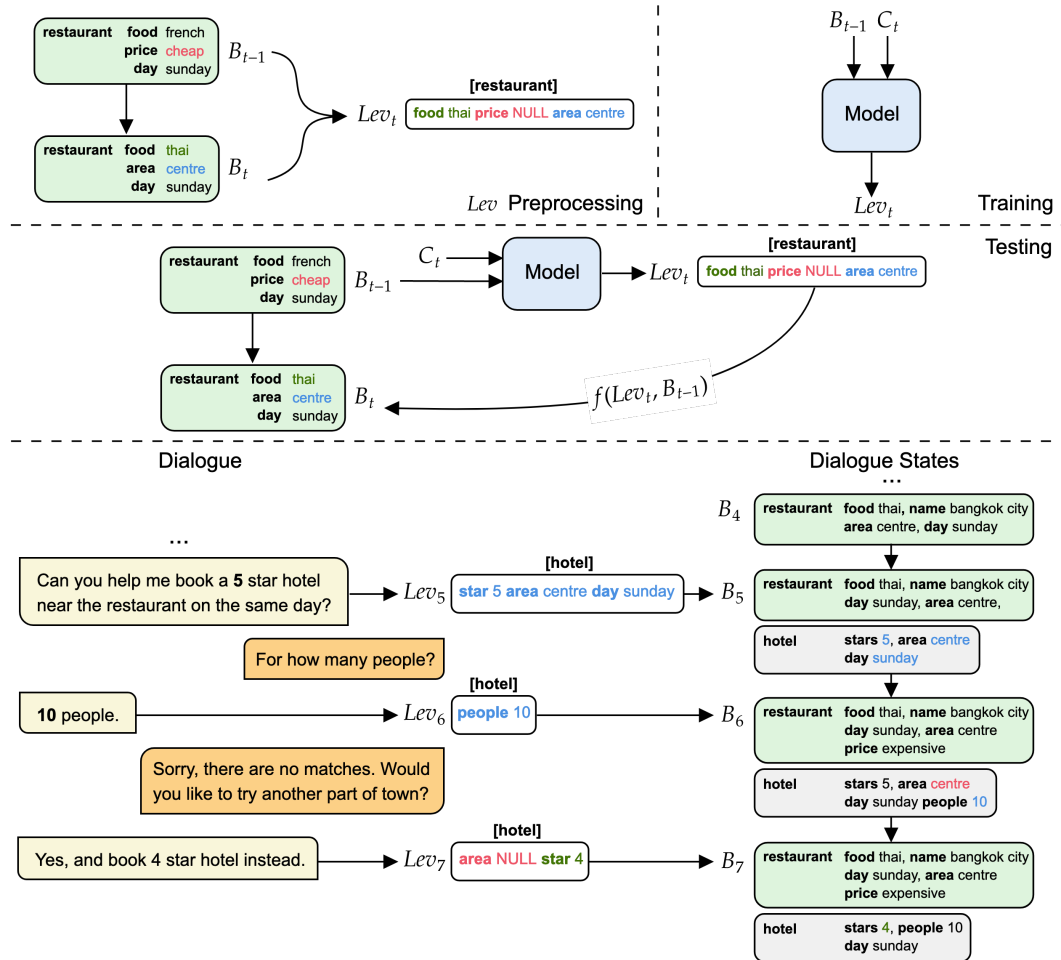 restaurant food french
price cheap
day sunday
B_{t−1}
restaurant food thai
area centre
day sunday
B_t
[restaurant]
Lev_t food thai price NULL area centre
Lev Preprocessing
B_{t−1} C_t
Model
Lev_t
Training
Testing
restaurant food french
price cheap
day sunday
C_t
B_{t−1}
Model
[restaurant]
Lev_t food thai price NULL area centre
restaurant food thai
area centre
day sunday
B_t
f(Lev_t, B_{t−1})
Dialogue
Dialogue States
...
B_4 restaurant food thai, name bangkok city
area centre, day sunday
...
Can you help me book a 5 star hotel
near the restaurant on the same day?
[hotel]
Lev_5 star 5 area centre day sunday
B_5 restaurant food thai, name bangkok city
day sunday, area centre,
hotel stars 5, area centre
day sunday
For how many people?
10 people.
[hotel]
Lev_6 people 10
B_6 restaurant food thai, name bangkok city
day sunday, area centre
price expensive
hotel stars 5, area centre
day sunday people 10
Sorry, there are no matches. Would
you like to try another part of town?
Yes, and book 4 star hotel instead.
[hotel]
Lev_7 area NULL star 4
B_7 restaurant food thai, name bangkok city
day sunday, area centre
price expensive
hotel stars 4, people 10
day sunday